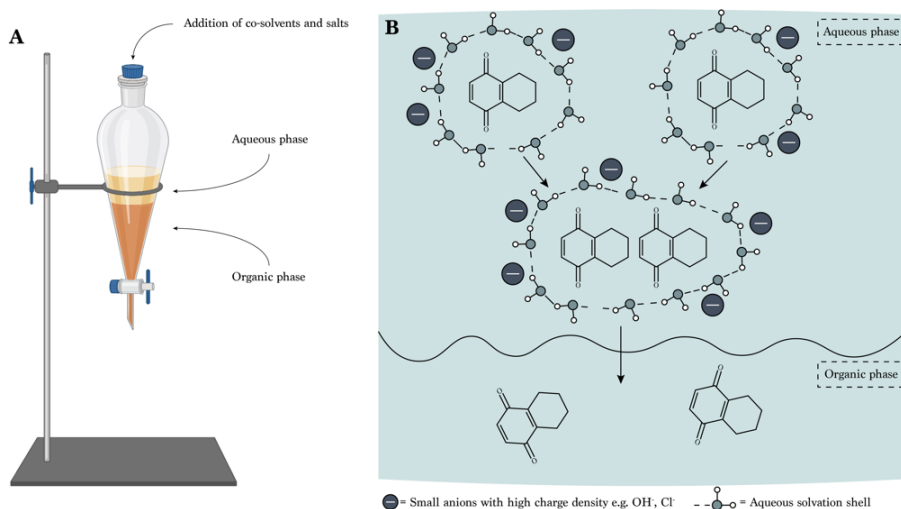 A
Addition of co-solvents and salts
Aqueous phase
Organic phase
B
Aqueous phase
O
O
O
O
O
O
O
O
Organic phase
O
O
O
O
= Small anions with high charge density e.g. OH⁻, Cl⁻
= Aqueous solvation shell